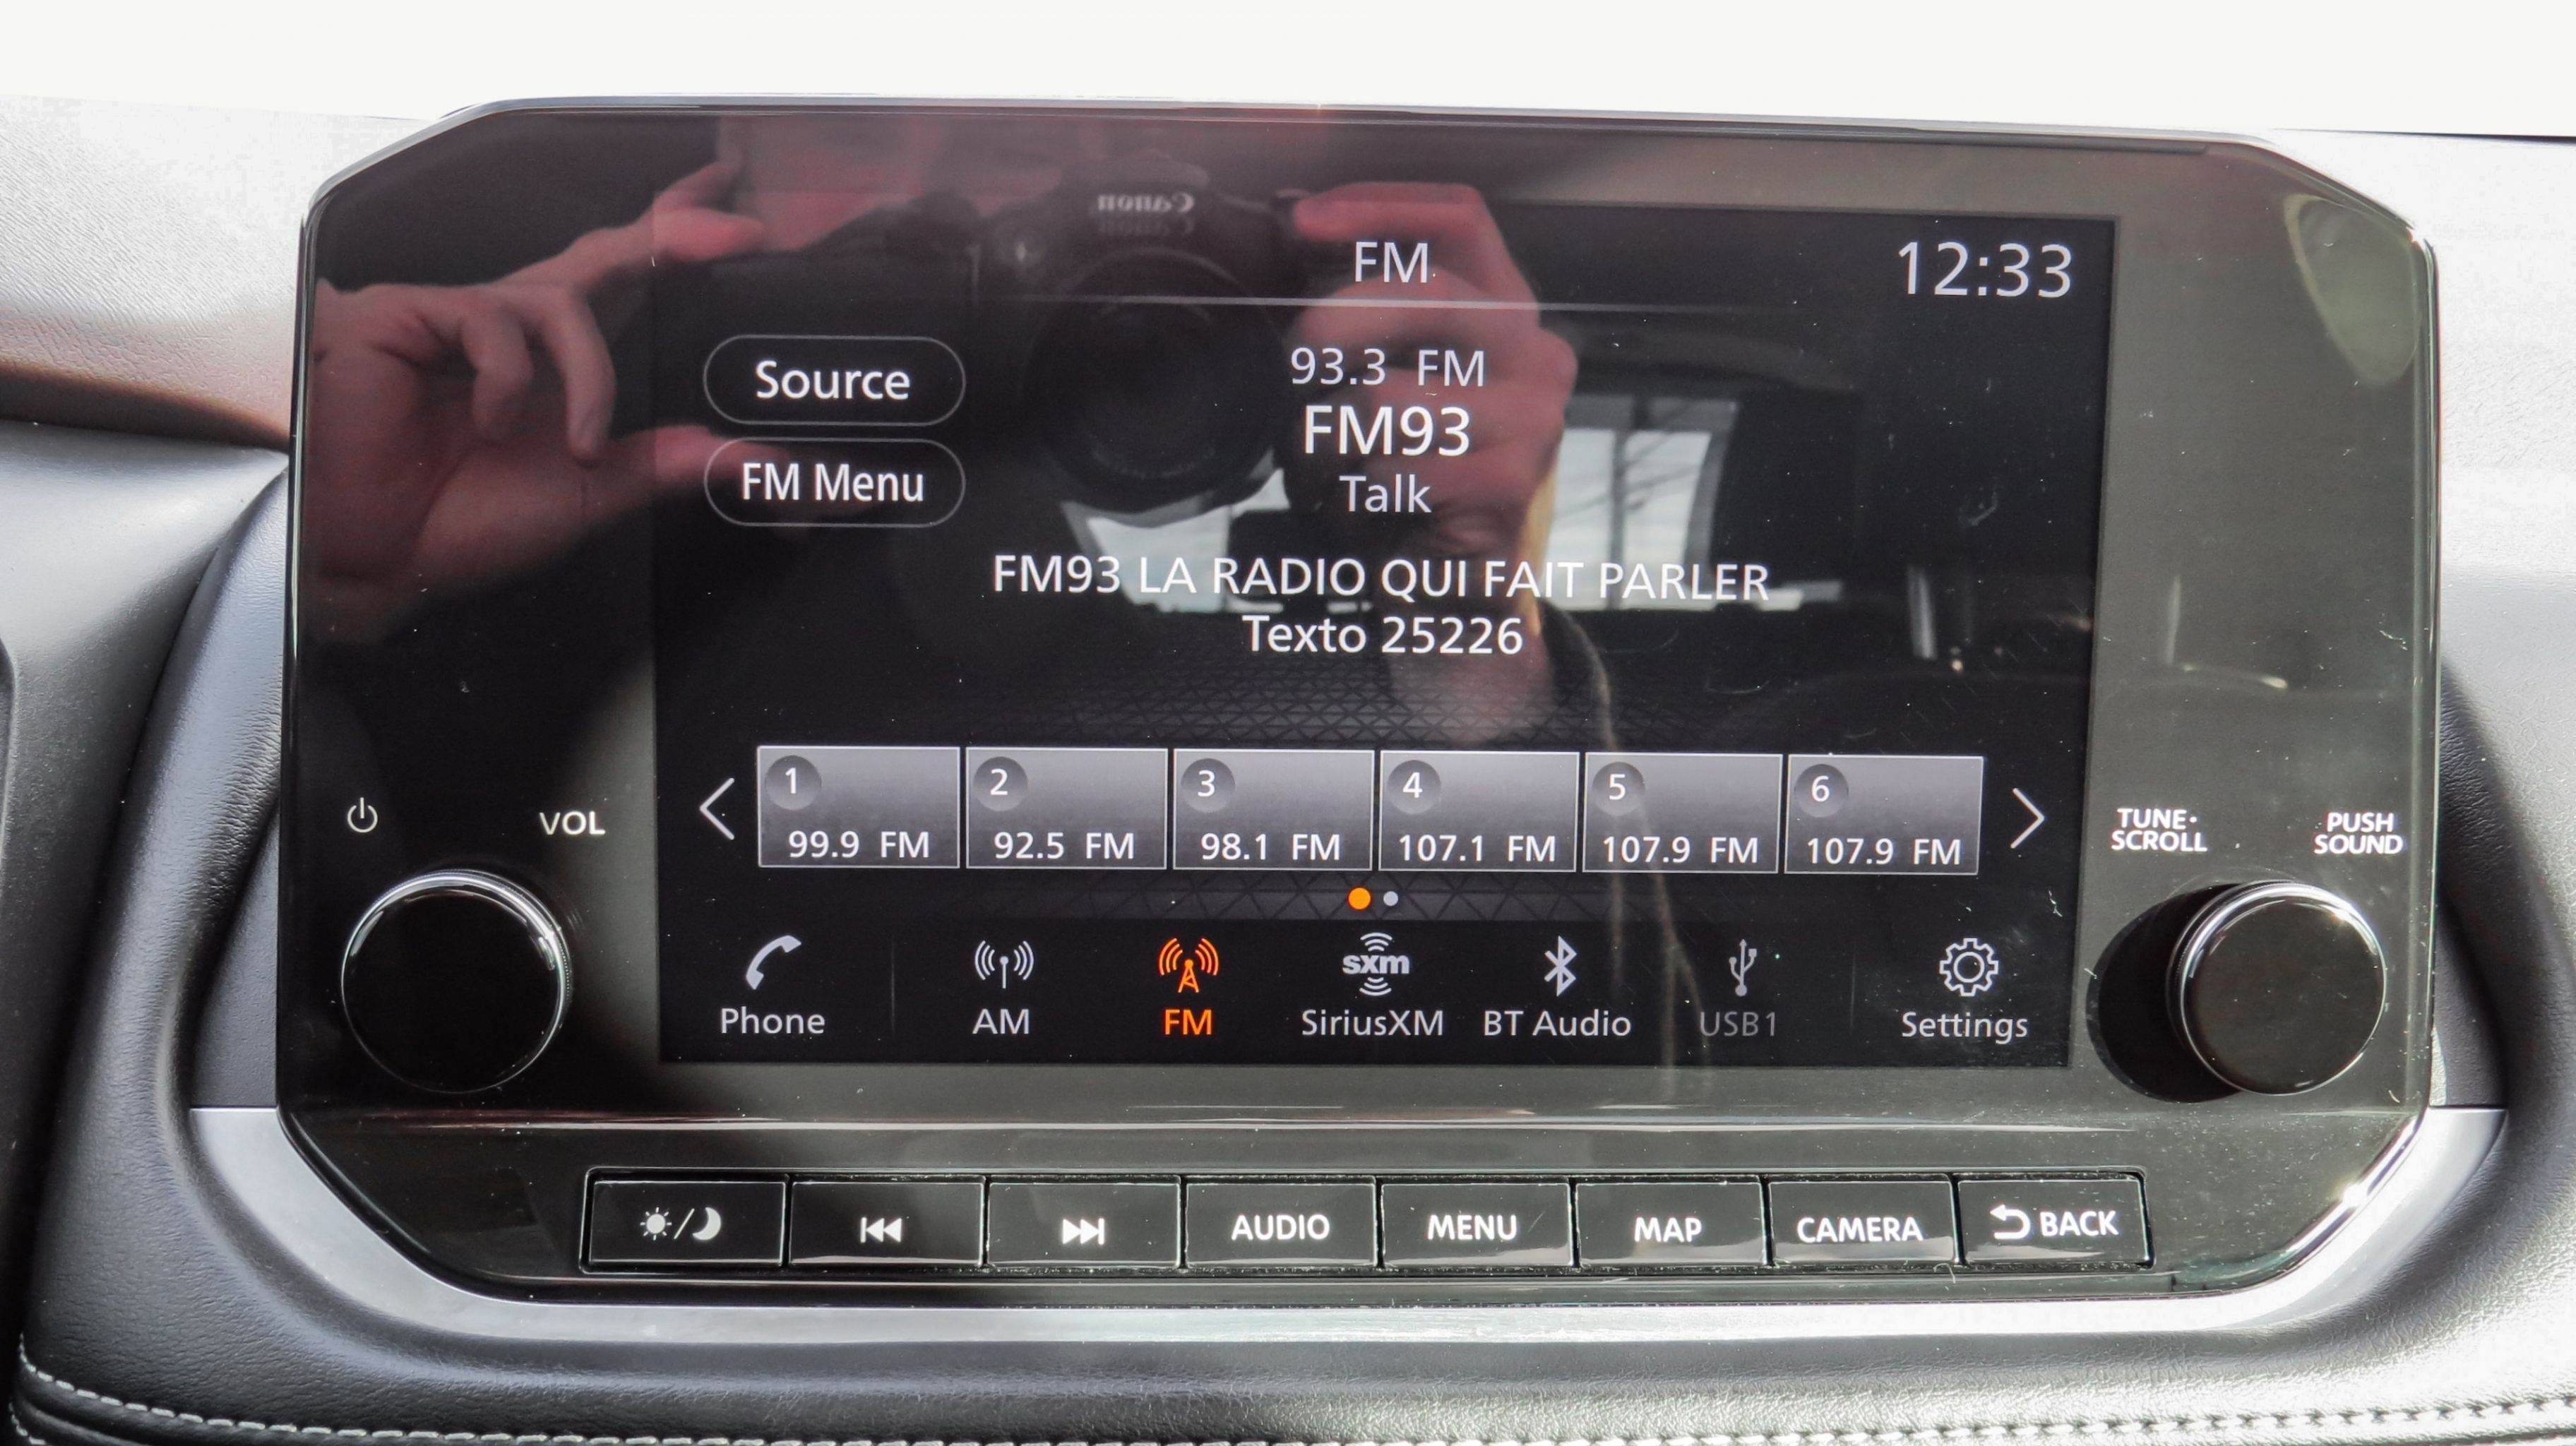 Canon
FM
12:33
Source
93.3 FM
FM93
FM Menu
Talk
FM93 LA RADIO QUI FAIT PARLER
Texto 25226
1 2 3 4 5 6
99.9 FM 92.5 FM 98.1 FM 107.1 FM 107.9 FM 107.9 FM
VOL
TUNE·
SCROLL
PUSH
SOUND
sxm
Phone AM FM SiriusXM BT Audio USB1 Settings
AUDIO MENU MAP CAMERA BACK